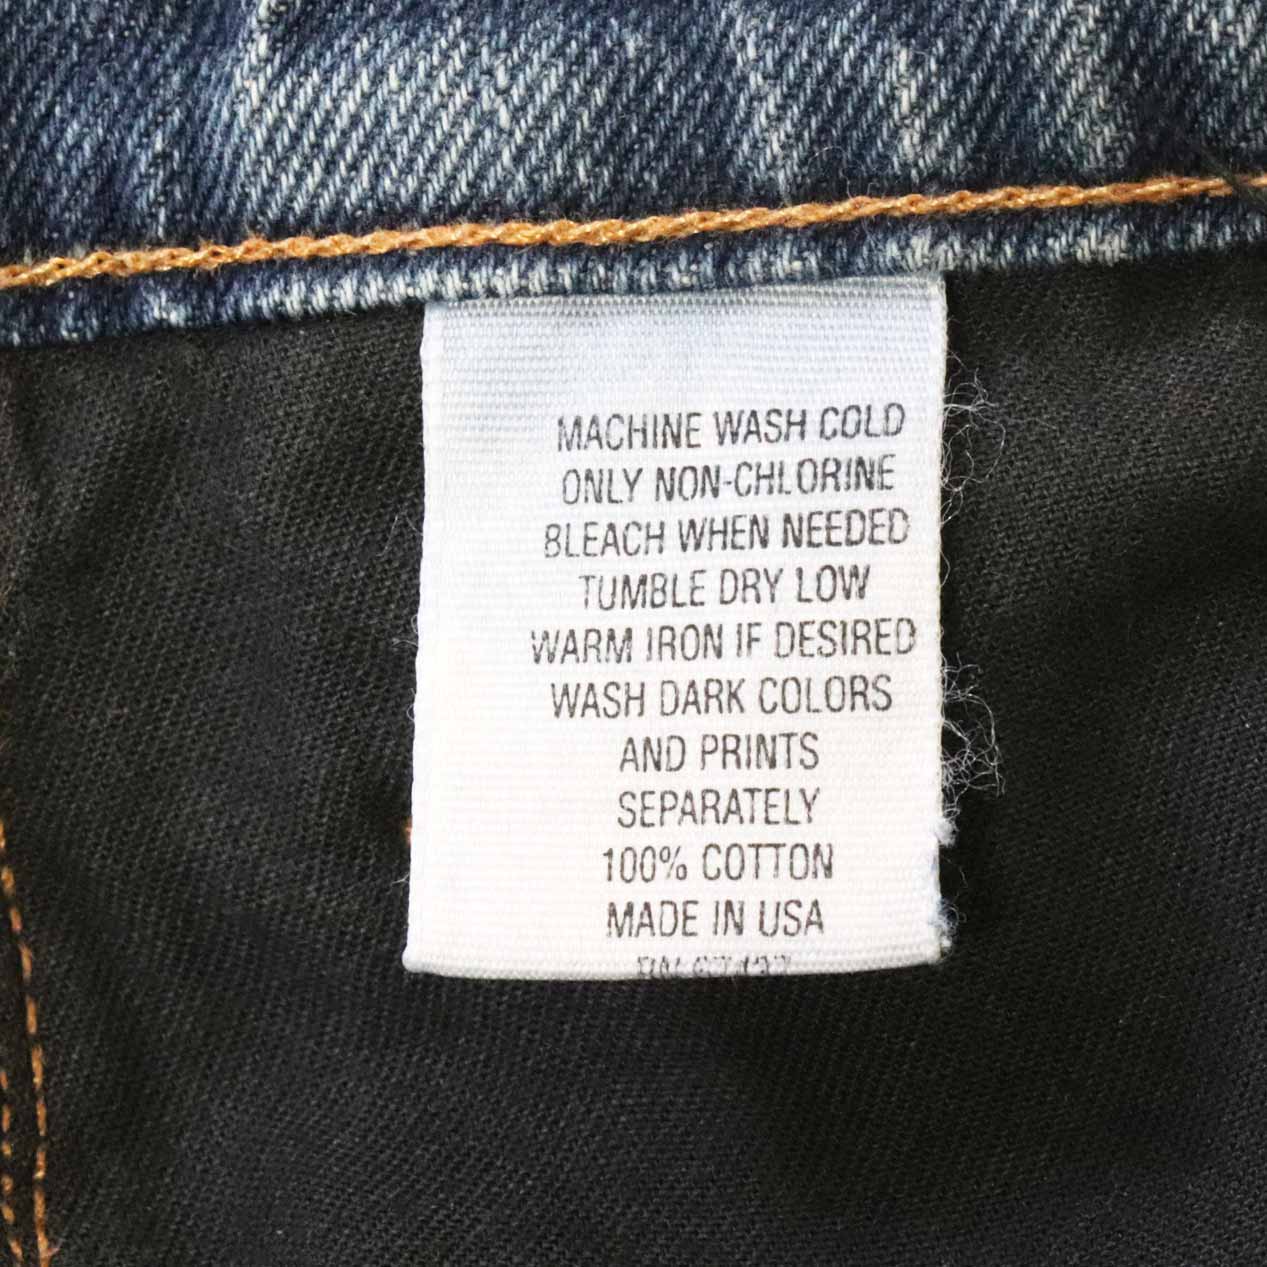 MACHINE WASH COLD
ONLY NON-CHLORINE
BLEACH WHEN NEEDED
TUMBLE DRY LOW
WARM IRON IF DESIRED
WASH DARK COLORS
AND PRINTS
SEPARATELY
100% COTTON
MADE IN USA